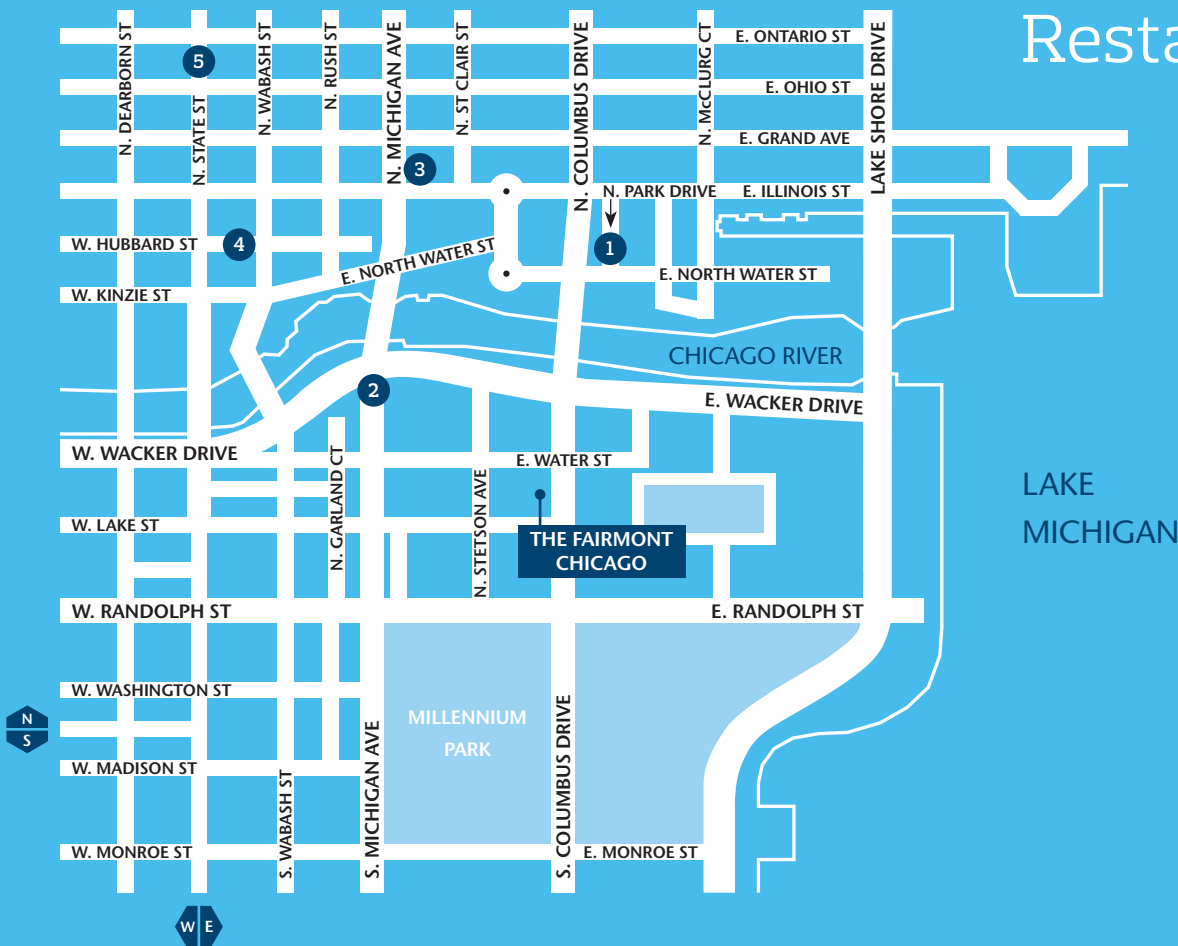 Resta
N. DEARBORN ST
N. STATE ST
N. WABASH ST
N. RUSH ST
N. MICHIGAN AVE
N. ST CLAIR ST
N. COLUMBUS DRIVE
N. McCLURG CT
LAKE SHORE DRIVE
E. ONTARIO ST
5
E. OHIO ST
E. GRAND AVE
3
N. PARK DRIVE
E. ILLINOIS ST
W. HUBBARD ST
4
1
E. NORTH WATER ST
E. NORTH WATER ST
W. KINZIE ST
CHICAGO RIVER
2
E. WACKER DRIVE
W. WACKER DRIVE
E. WATER ST
N. GARLAND CT
N. STETSON AVE
W. LAKE ST
THE FAIRMONT
CHICAGO
LAKE
MICHIGAN
W. RANDOLPH ST
E. RANDOLPH ST
W. WASHINGTON ST
N
S
MILLENNIUM
PARK
W. MADISON ST
S. WABASH ST
S. MICHIGAN AVE
S. COLUMBUS DRIVE
W. MONROE ST
E. MONROE ST
W E